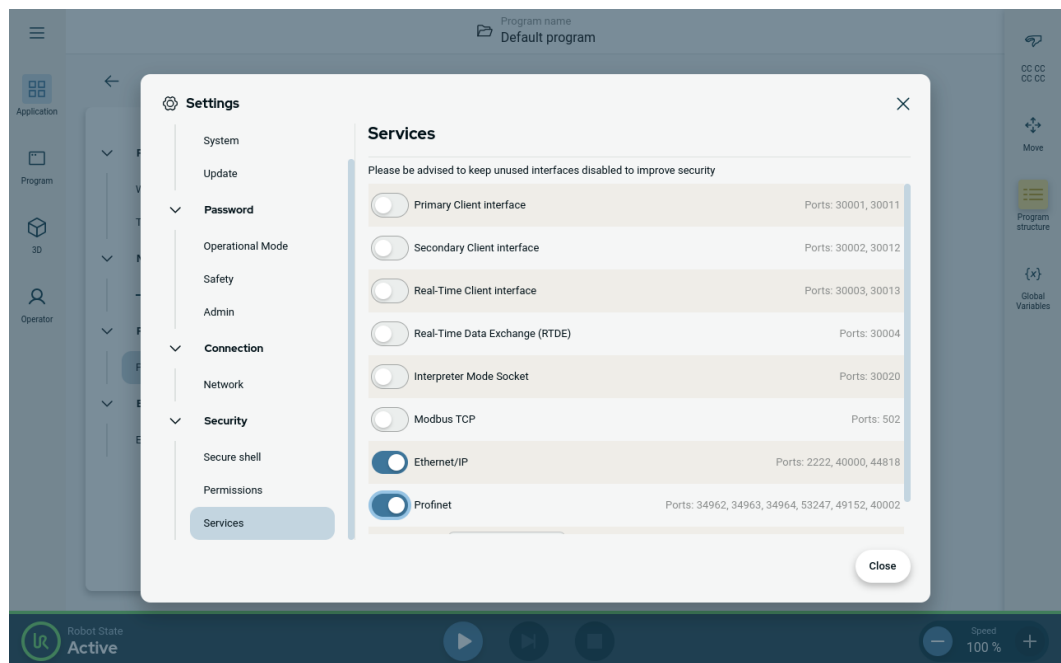 Program name
Default program
Application
Program
3D
Operator
Settings
System
Update
Password
Operational Mode
Safety
Admin
Connection
Network
Security
Secure shell
Permissions
Services
Services
Please be advised to keep unused interfaces disabled to improve security
Primary Client interface Ports: 30001, 30011
Secondary Client interface Ports: 30002, 30012
Real-Time Client interface Ports: 30003, 30013
Real-Time Data Exchange (RTDE) Ports: 30004
Interpreter Mode Socket Ports: 30020
Modbus TCP Ports: 502
Ethernet/IP Ports: 2222, 40000, 44818
Profinet Ports: 34962, 34963, 34964, 53247, 49152, 40002
Close
CC CC
CC CC
Move
Program
structure
{x}
Global
Variables
UR
Robot State
Active
Speed
100 %